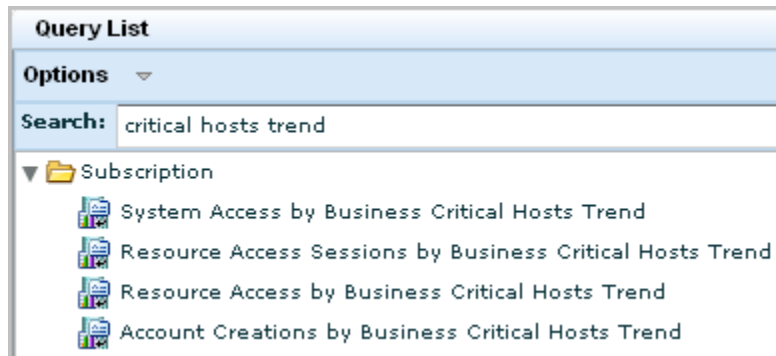 Query List
Options
Search: critical hosts trend
Subscription
System Access by Business Critical Hosts Trend
Resource Access Sessions by Business Critical Hosts Trend
Resource Access by Business Critical Hosts Trend
Account Creations by Business Critical Hosts Trend